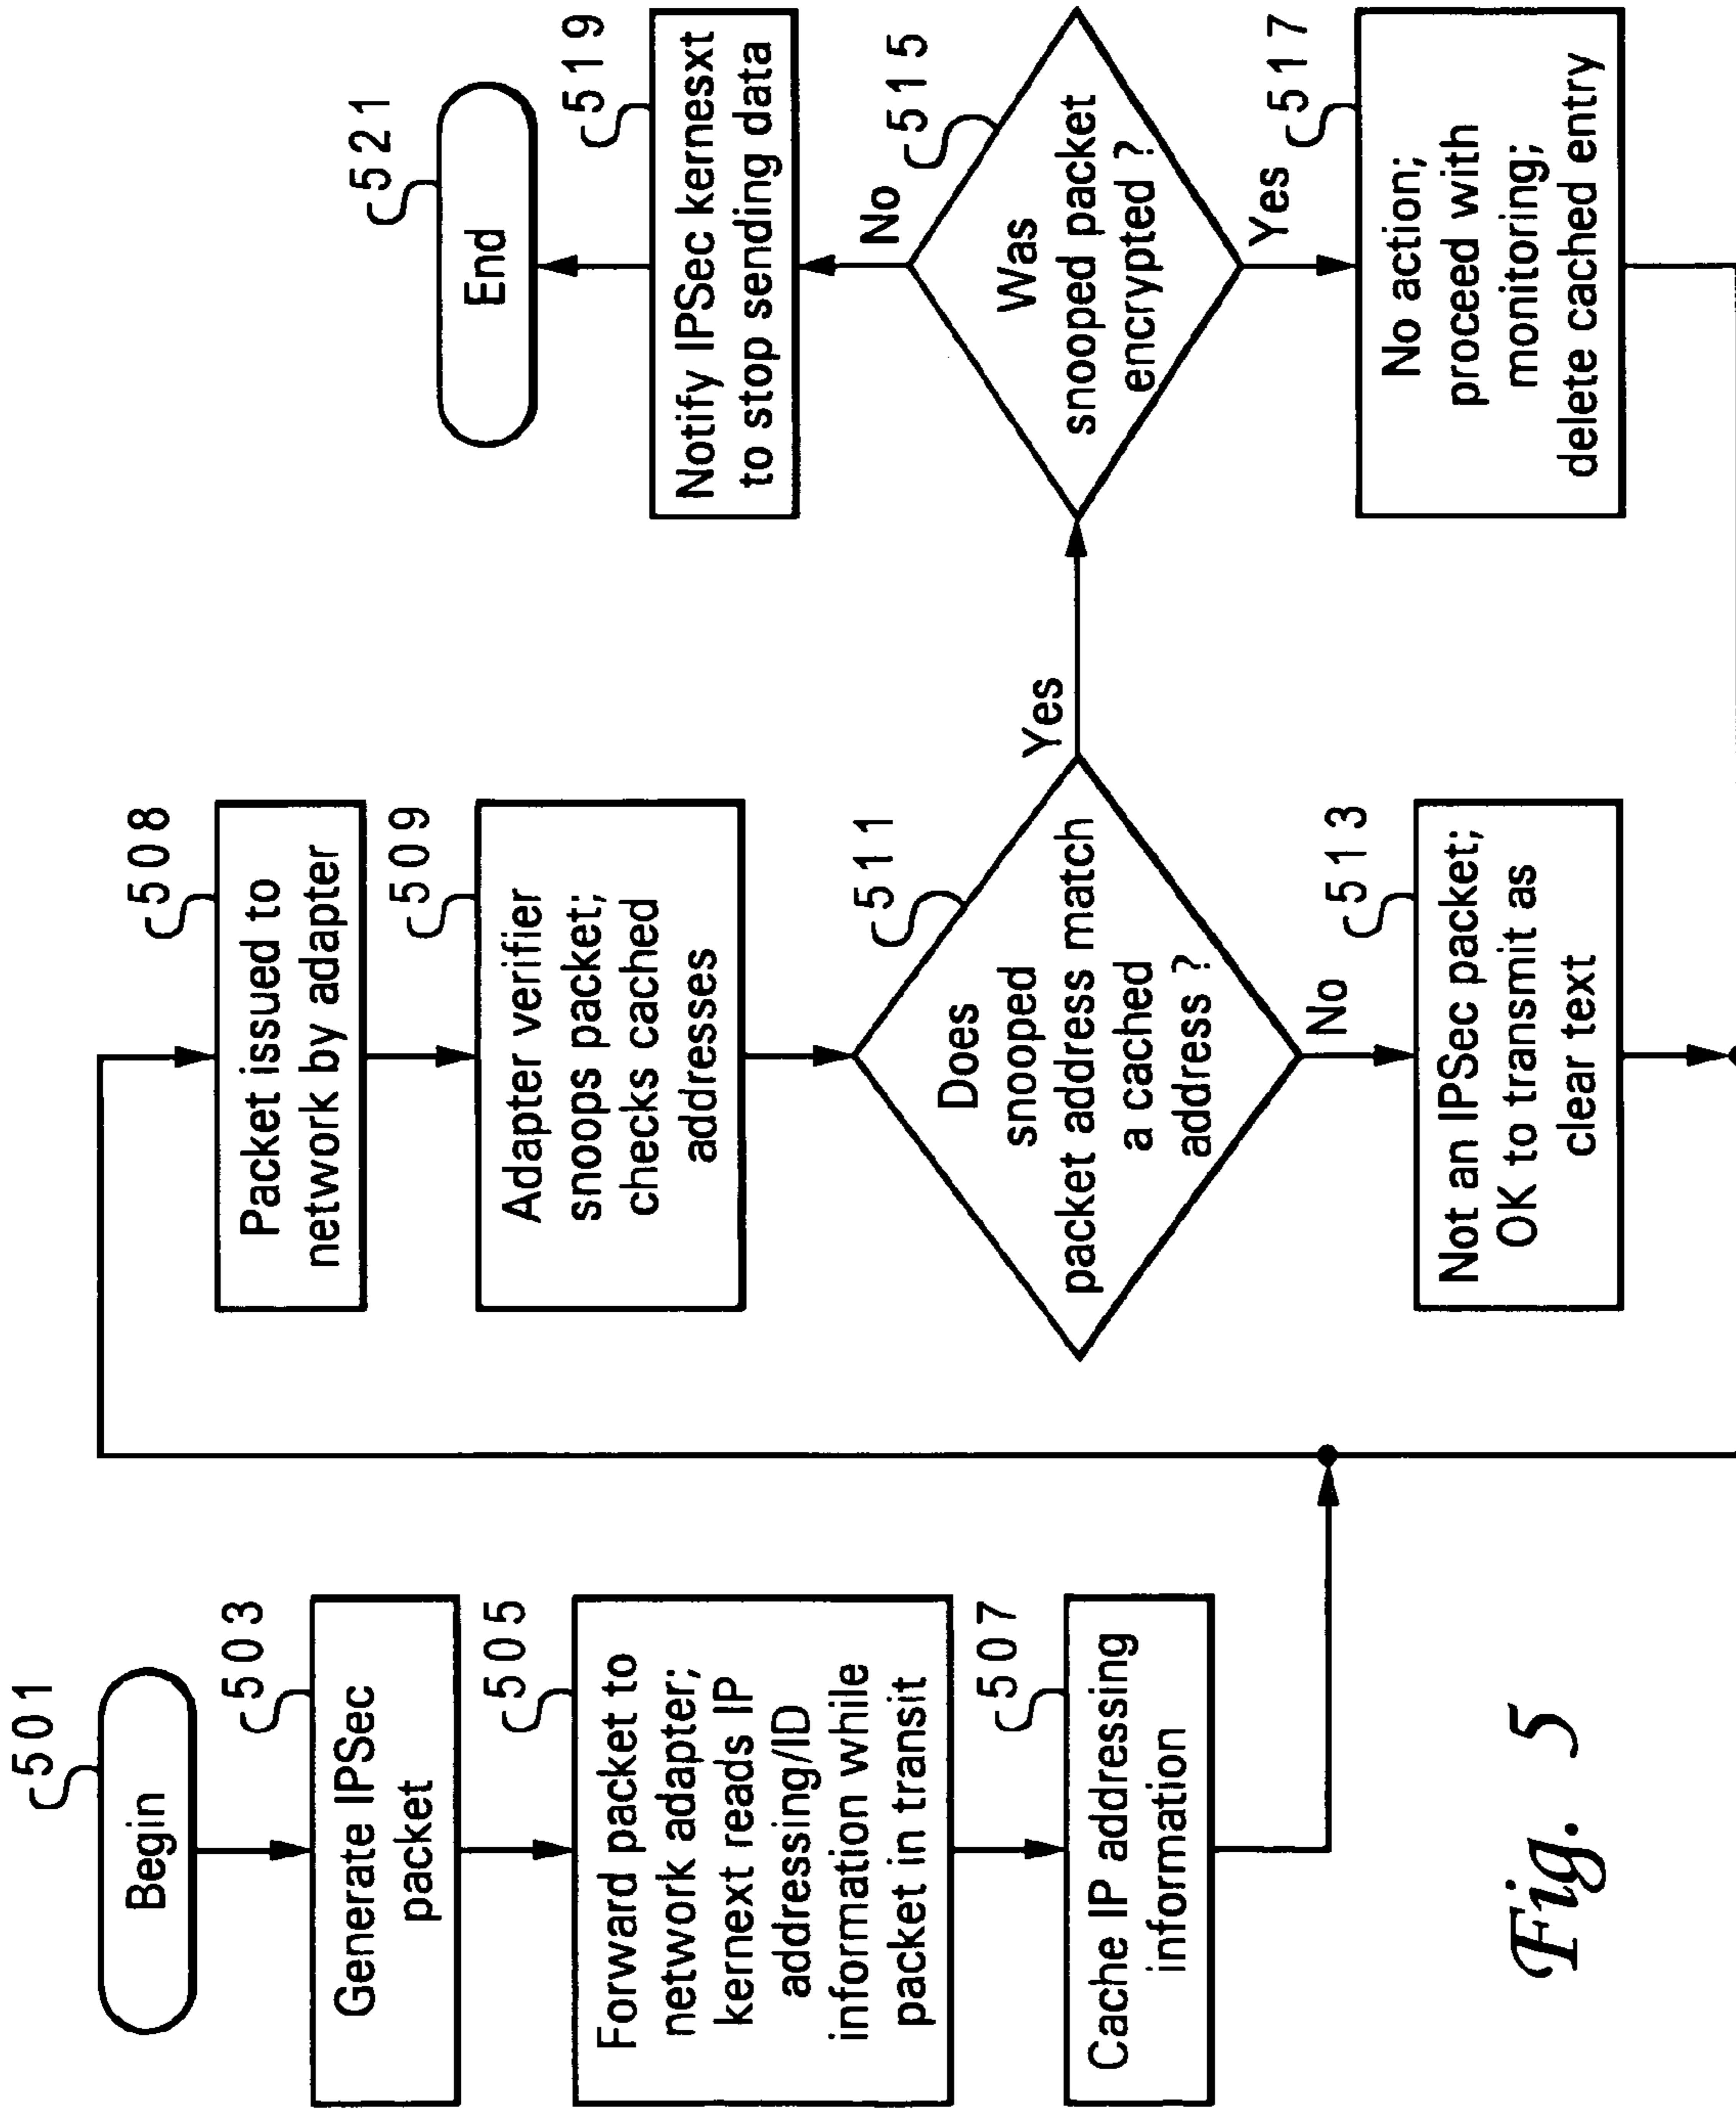 501
Begin
503
Generate IPSec
packet
505
Forward packet to
network adapter;
kernext reads IP
addressing/ID
information while
packet in transit
507
Cache IP addressing
information
508
Packet issued to
network by adapter
509
Adapter verifier
snoops packet;
checks cached
addresses
511
Does
snooped
packet address match
a cached
address ?
Yes
No
513
Not an IPSec packet;
OK to transmit as
clear text
521
End
519
Notify IPSec kernesxt
to stop sending data
No
515
Was
snooped packet
encrypted ?
Yes
517
No action;
proceed with
monitoring;
delete cached entry
Fig. 5